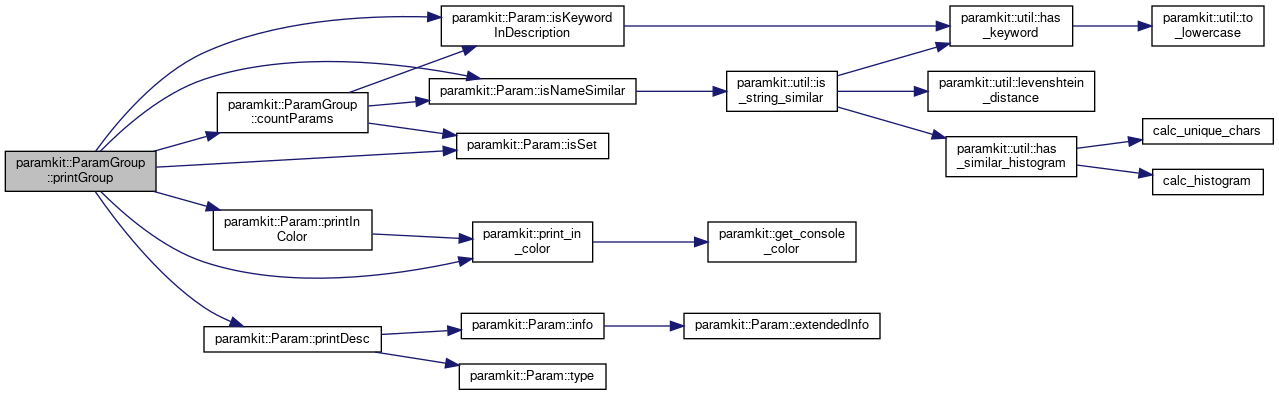 paramkit::ParamGroup
::printGroup
paramkit::ParamGroup
::countParams
paramkit::Param::printIn
Color
paramkit::Param::printDesc
paramkit::Param::isKeyword
InDescription
paramkit::Param::isNameSimilar
paramkit::Param::isSet
paramkit::print_in
_color
paramkit::Param::info
paramkit::Param::type
paramkit::util::is
_string_similar
paramkit::get_console
_color
paramkit::Param::extendedInfo
paramkit::util::has
_keyword
paramkit::util::levenshtein
_distance
paramkit::util::has
_similar_histogram
paramkit::util::to
_lowercase
calc_unique_chars
calc_histogram